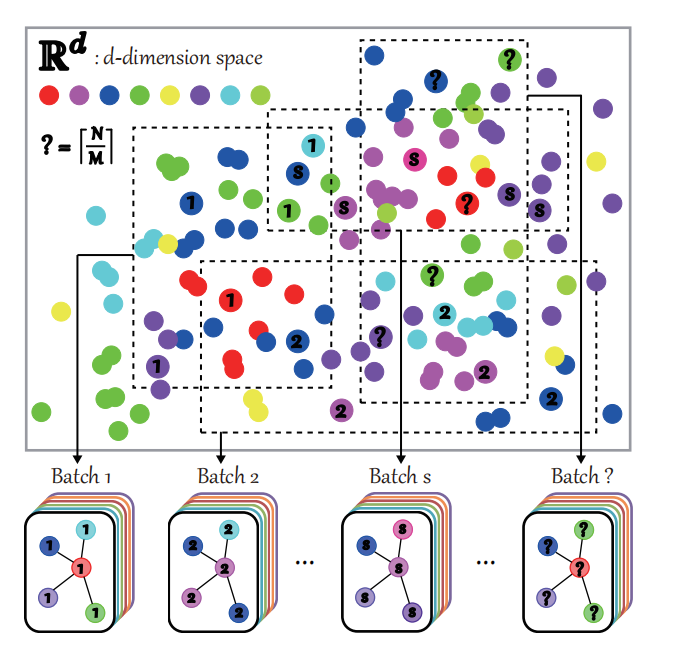 ℝᵈ : d-dimension space
? = ⌈N/M⌉
?
?
1
s
s
s
1
?
s
1
s
?
1
2
?
2
1
2
2
2
Batch 1 Batch 2 Batch s Batch ?
1 2 s ?
1 2 s ?
1 2 ... s ... ?
1 2 s ?
1 2 s ?